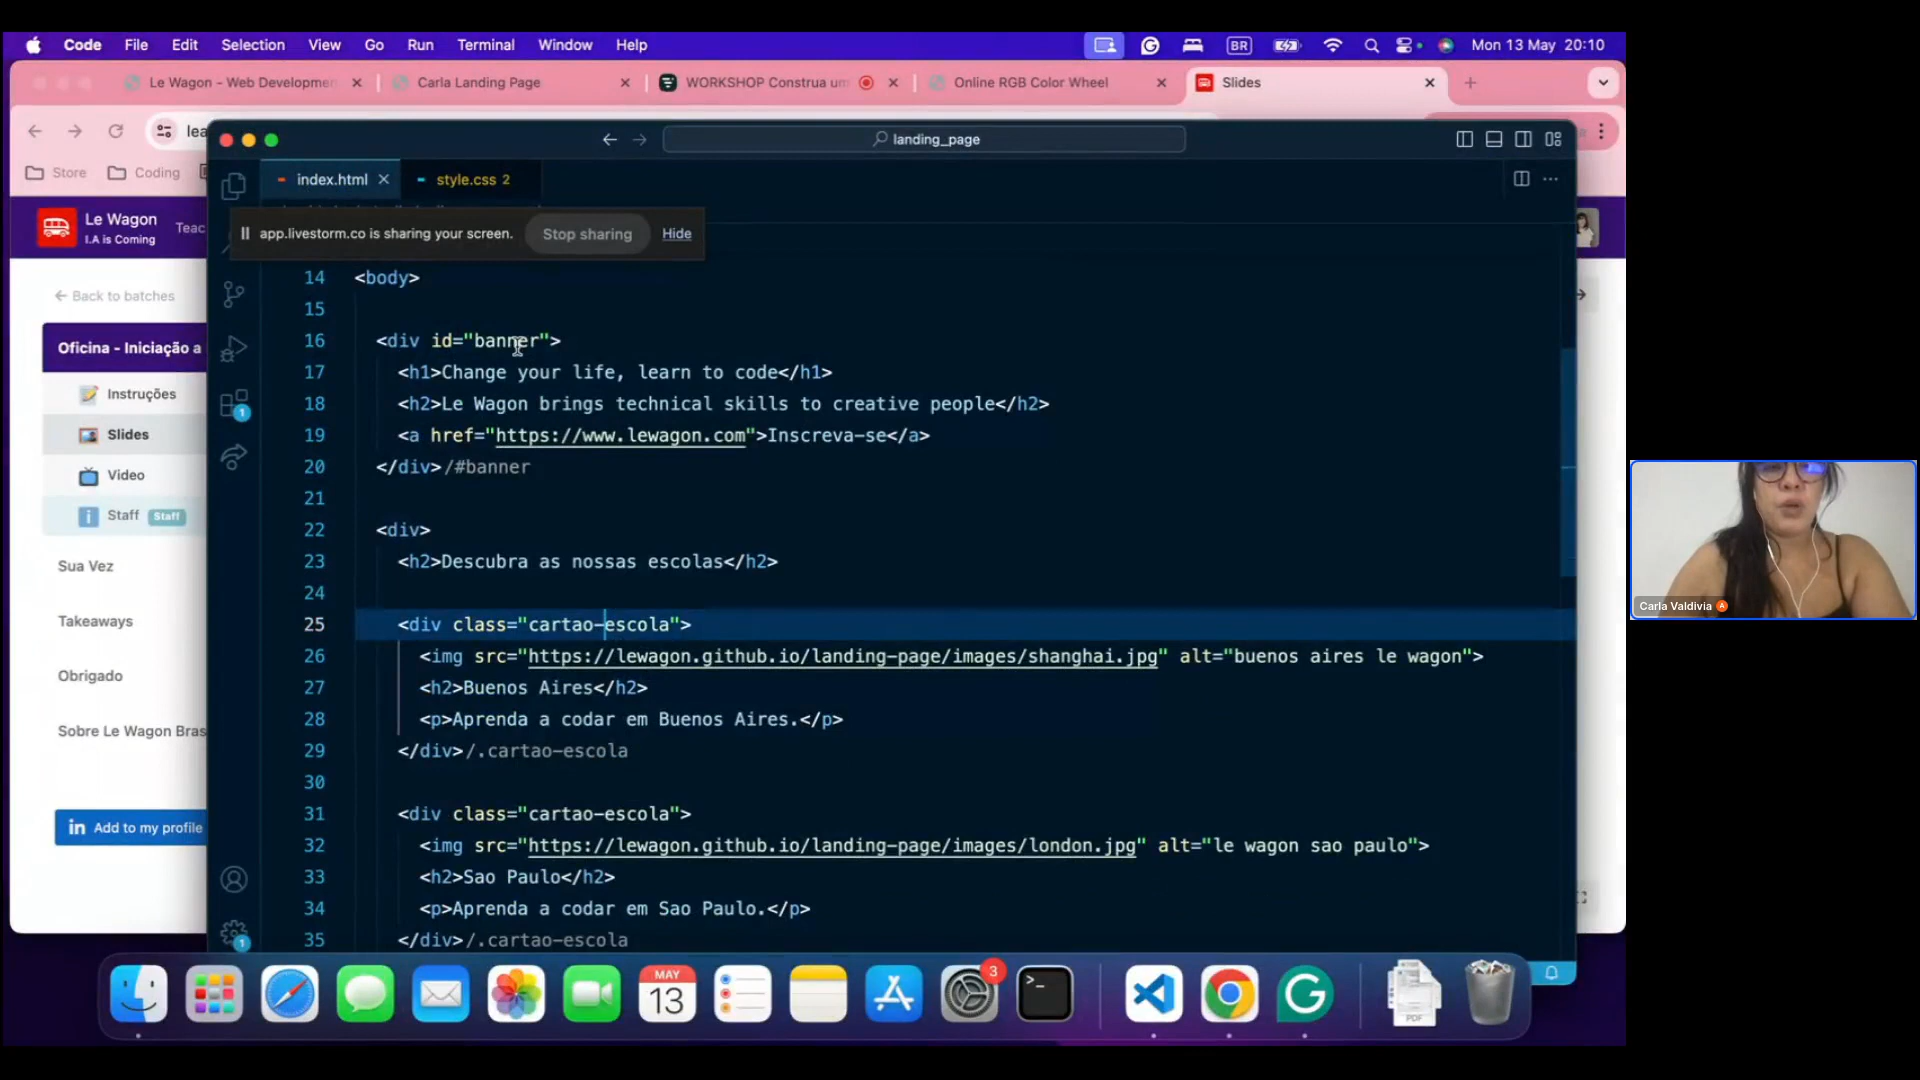 Code File Edit Selection View Go Run Terminal Window Help BR Mon 13 May 20:10
Le Wagon - Web Developmen Carla Landing Page WORKSHOP Construa um Online RGB Color Wheel Slides
lea
landing_page
Store Coding
index.html style.css 2
Le Wagon
I.A is Coming
Teac
app.livestorm.co is sharing your screen. Stop sharing Hide
Back to batches
Oficina - Iniciação a
Instruções
Slides
Video
Staff Staff
Sua Vez
Takeaways
Obrigado
Sobre Le Wagon Bras
in Add to my profile
14 <body>
15
16 <div id="banner">
17 <h1>Change your life, learn to code</h1>
18 <h2>Le Wagon brings technical skills to creative people</h2>
19 <a href="https://www.lewagon.com">Inscreva-se</a>
20 </div>/#banner
21
22 <div>
23 <h2>Descubra as nossas escolas</h2>
24
25 <div class="cartao-escola">
26 <img src="https://lewagon.github.io/landing-page/images/shanghai.jpg" alt="buenos aires le wagon">
27 <h2>Buenos Aires</h2>
28 <p>Aprenda a codar em Buenos Aires.</p>
29 </div>/.cartao-escola
30
31 <div class="cartao-escola">
32 <img src="https://lewagon.github.io/landing-page/images/london.jpg" alt="le wagon sao paulo">
33 <h2>Sao Paulo</h2>
34 <p>Aprenda a codar em Sao Paulo.</p>
35 </div>/.cartao-escola
1
1
Carla Valdivia A
MAY
13
3
>_
PDF